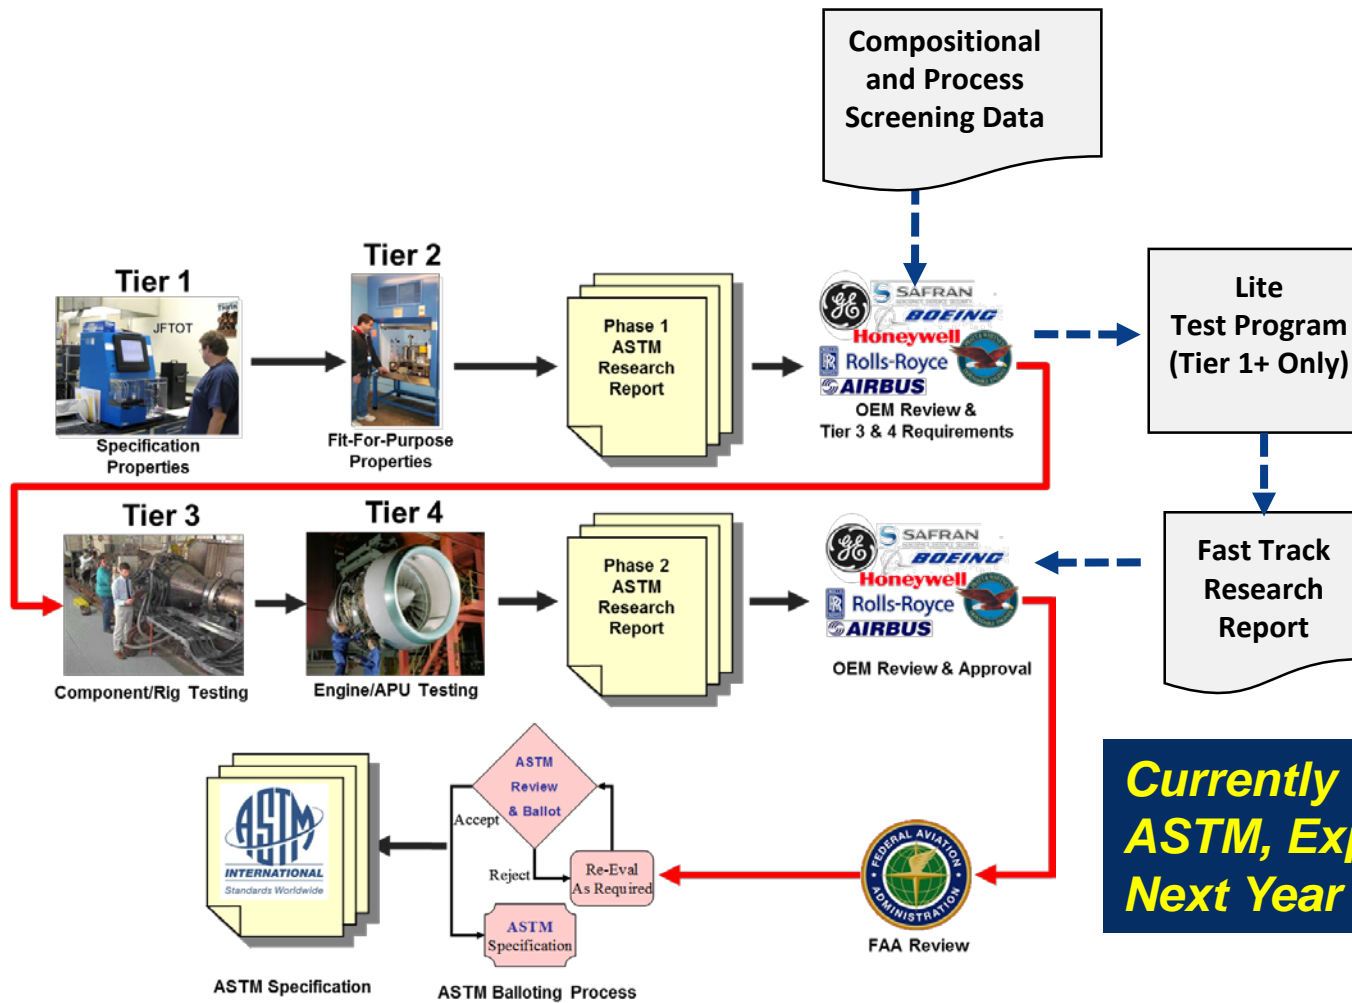 Compositional
and Process
Screening Data
Tier 1
JFTOT
Specification
Properties
Tier 2
Fit-For-Purpose
Properties
Phase 1
ASTM
Research
Report
SAFRAN
BOEING
Honeywell
Rolls-Royce
AIRBUS
OEM Review &
Tier 3 & 4 Requirements
Lite
Test Program
(Tier 1+ Only)
Tier 3
Component/Rig Testing
Tier 4
Engine/APU Testing
Phase 2
ASTM
Research
Report
SAFRAN
BOEING
Honeywell
Rolls-Royce
AIRBUS
OEM Review & Approval
Fast Track
Research
Report
Currently
ASTM, Exp
Next Year
ASTM
INTERNATIONAL
Standards Worldwide
ASTM Specification
ASTM
Review
& Ballot
Accept
Reject
Re-Eval
As Required
ASTM
Specification
ASTM Balloting Process
FEDERAL AVIATION
ADMINISTRATION
FAA Review